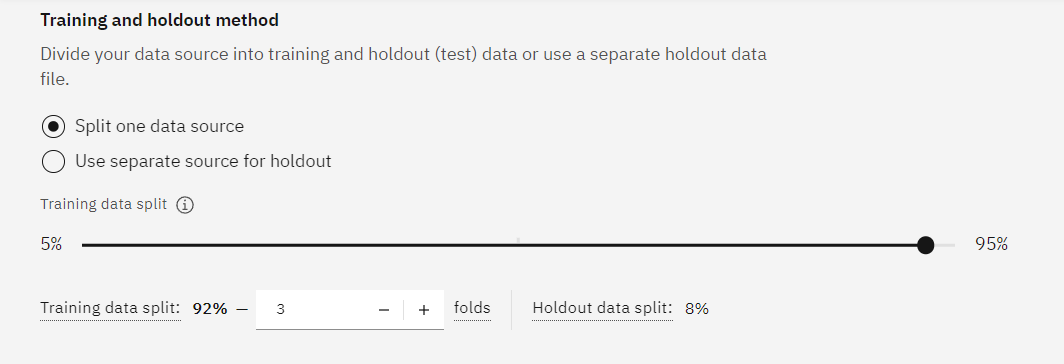 Training and holdout method
Divide your data source into training and holdout (test) data or use a separate holdout data
file.
Split one data source
Use separate source for holdout
Training data split
5% 95%
Training data split: 92% — 3 − + folds Holdout data split: 8%